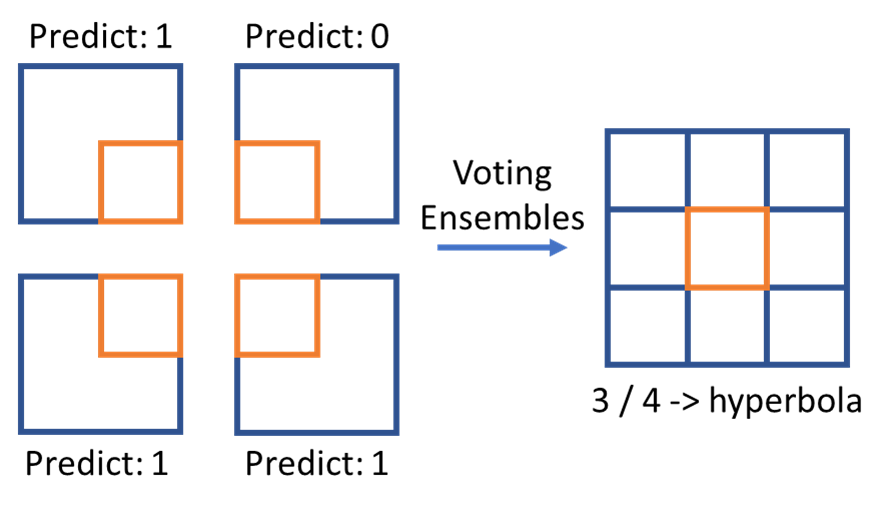 Predict: 1
Predict: 0
Voting
Ensembles
Predict: 1
Predict: 1
3 / 4 -> hyperbola